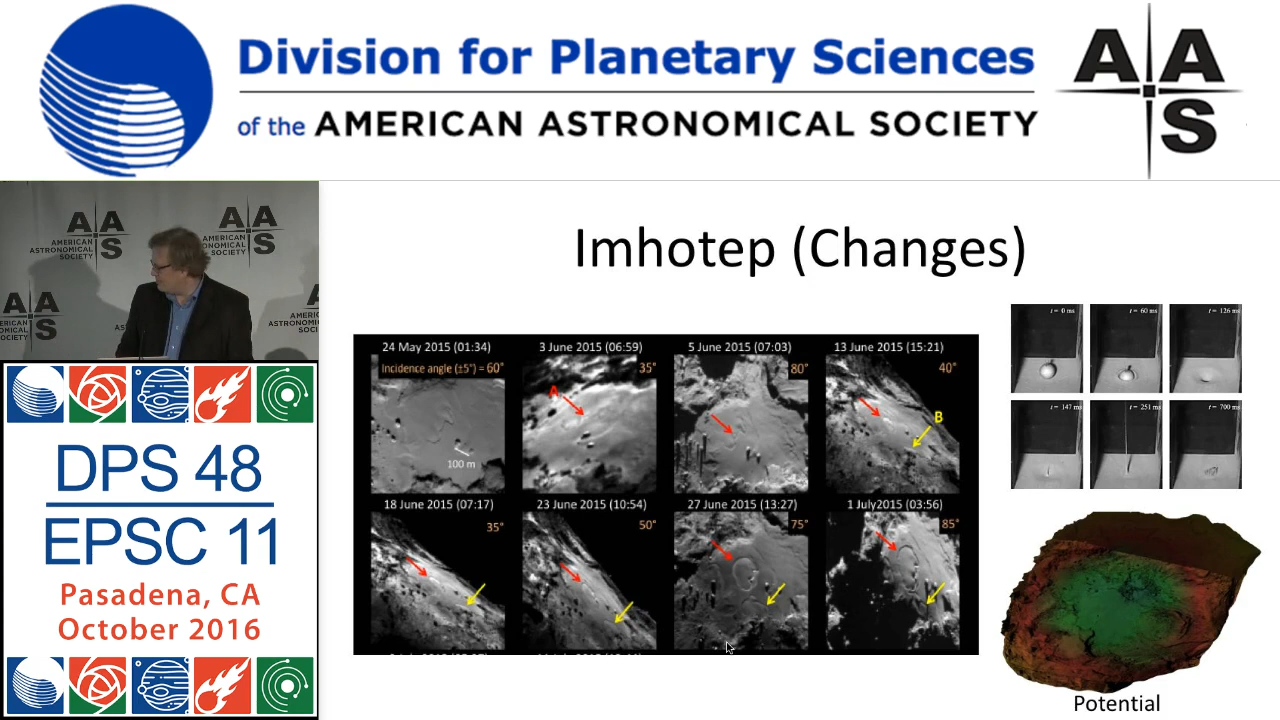 Division for Planetary Sciences
of the AMERICAN ASTRONOMICAL SOCIETY
A A
S
A A
S
AMERICAN
ASTRONOMICAL
SOCIETY
A A
S
AMERICAN
SOCIETY
A A
S
DPS 48
EPSC 11
Pasadena, CA
October 2016
Imhotep (Changes)
24 May 2015 (01:34)
3 June 2015 (06:59)
5 June 2015 (07:03)
13 June 2015 (15:21)
Incidence angle (±5°) = 60°
35°
80°
40°
A
B
100 m
18 June 2015 (07:17)
23 June 2015 (10:54)
27 June 2015 (13:27)
1 July2015 (03:56)
35°
50°
75°
85°
t = 0 ms
t = 60 ms
t = 126 ms
t = 147 ms
t = 251 ms
t = 700 ms
Potential